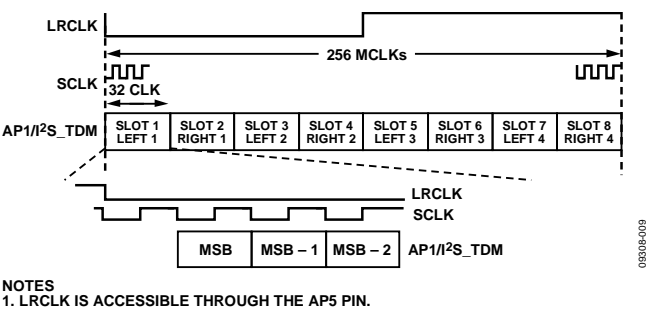 LRCLK
256 MCLKs
SCLK
32 CLK
AP1/I2S_TDM
SLOT 1 LEFT 1
SLOT 2 RIGHT 1
SLOT 3 LEFT 2
SLOT 4 RIGHT 2
SLOT 5 LEFT 3
SLOT 6 RIGHT 3
SLOT 7 LEFT 4
SLOT 8 RIGHT 4
LRCLK
SCLK
MSB
MSB – 1
MSB – 2
AP1/I2S_TDM
09308-009
NOTES
1. LRCLK IS ACCESSIBLE THROUGH THE AP5 PIN.